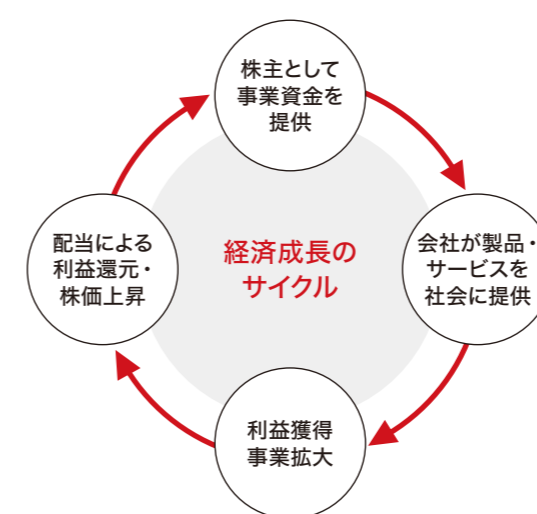 株主として
事業資金を
提供
会社が製品・
サービスを
社会に提供
利益獲得
事業拡大
配当による
利益還元・
株価上昇
経済成長の
サイクル